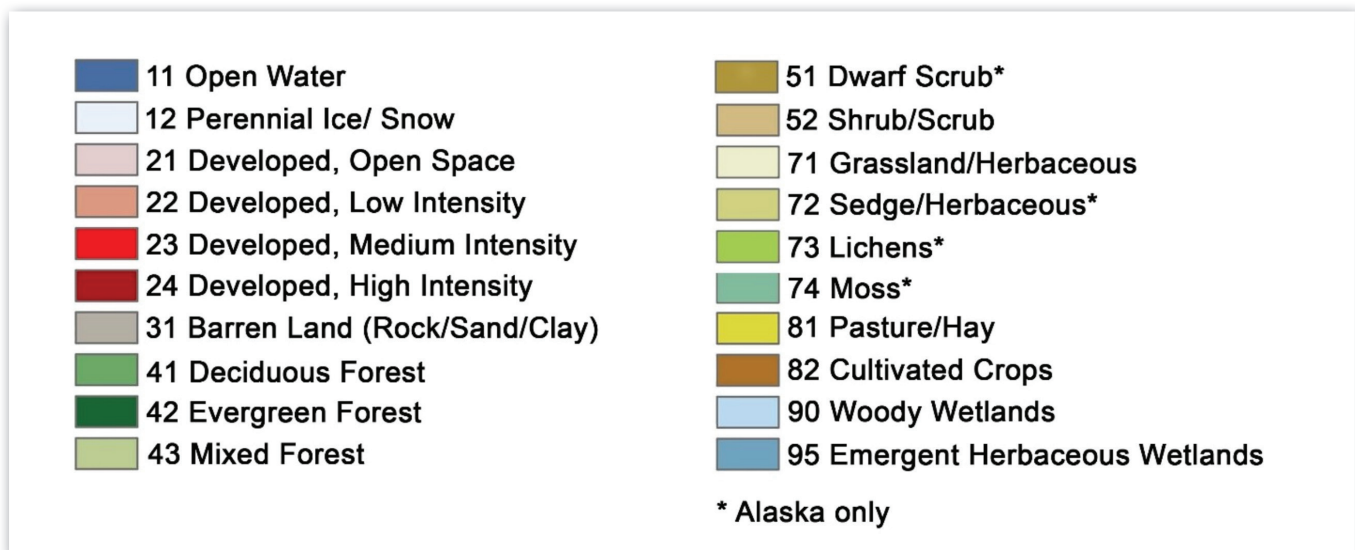 11 Open Water
12 Perennial Ice/ Snow
21 Developed, Open Space
22 Developed, Low Intensity
23 Developed, Medium Intensity
24 Developed, High Intensity
31 Barren Land (Rock/Sand/Clay)
41 Deciduous Forest
42 Evergreen Forest
43 Mixed Forest
51 Dwarf Scrub*
52 Shrub/Scrub
71 Grassland/Herbaceous
72 Sedge/Herbaceous*
73 Lichens*
74 Moss*
81 Pasture/Hay
82 Cultivated Crops
90 Woody Wetlands
95 Emergent Herbaceous Wetlands
* Alaska only